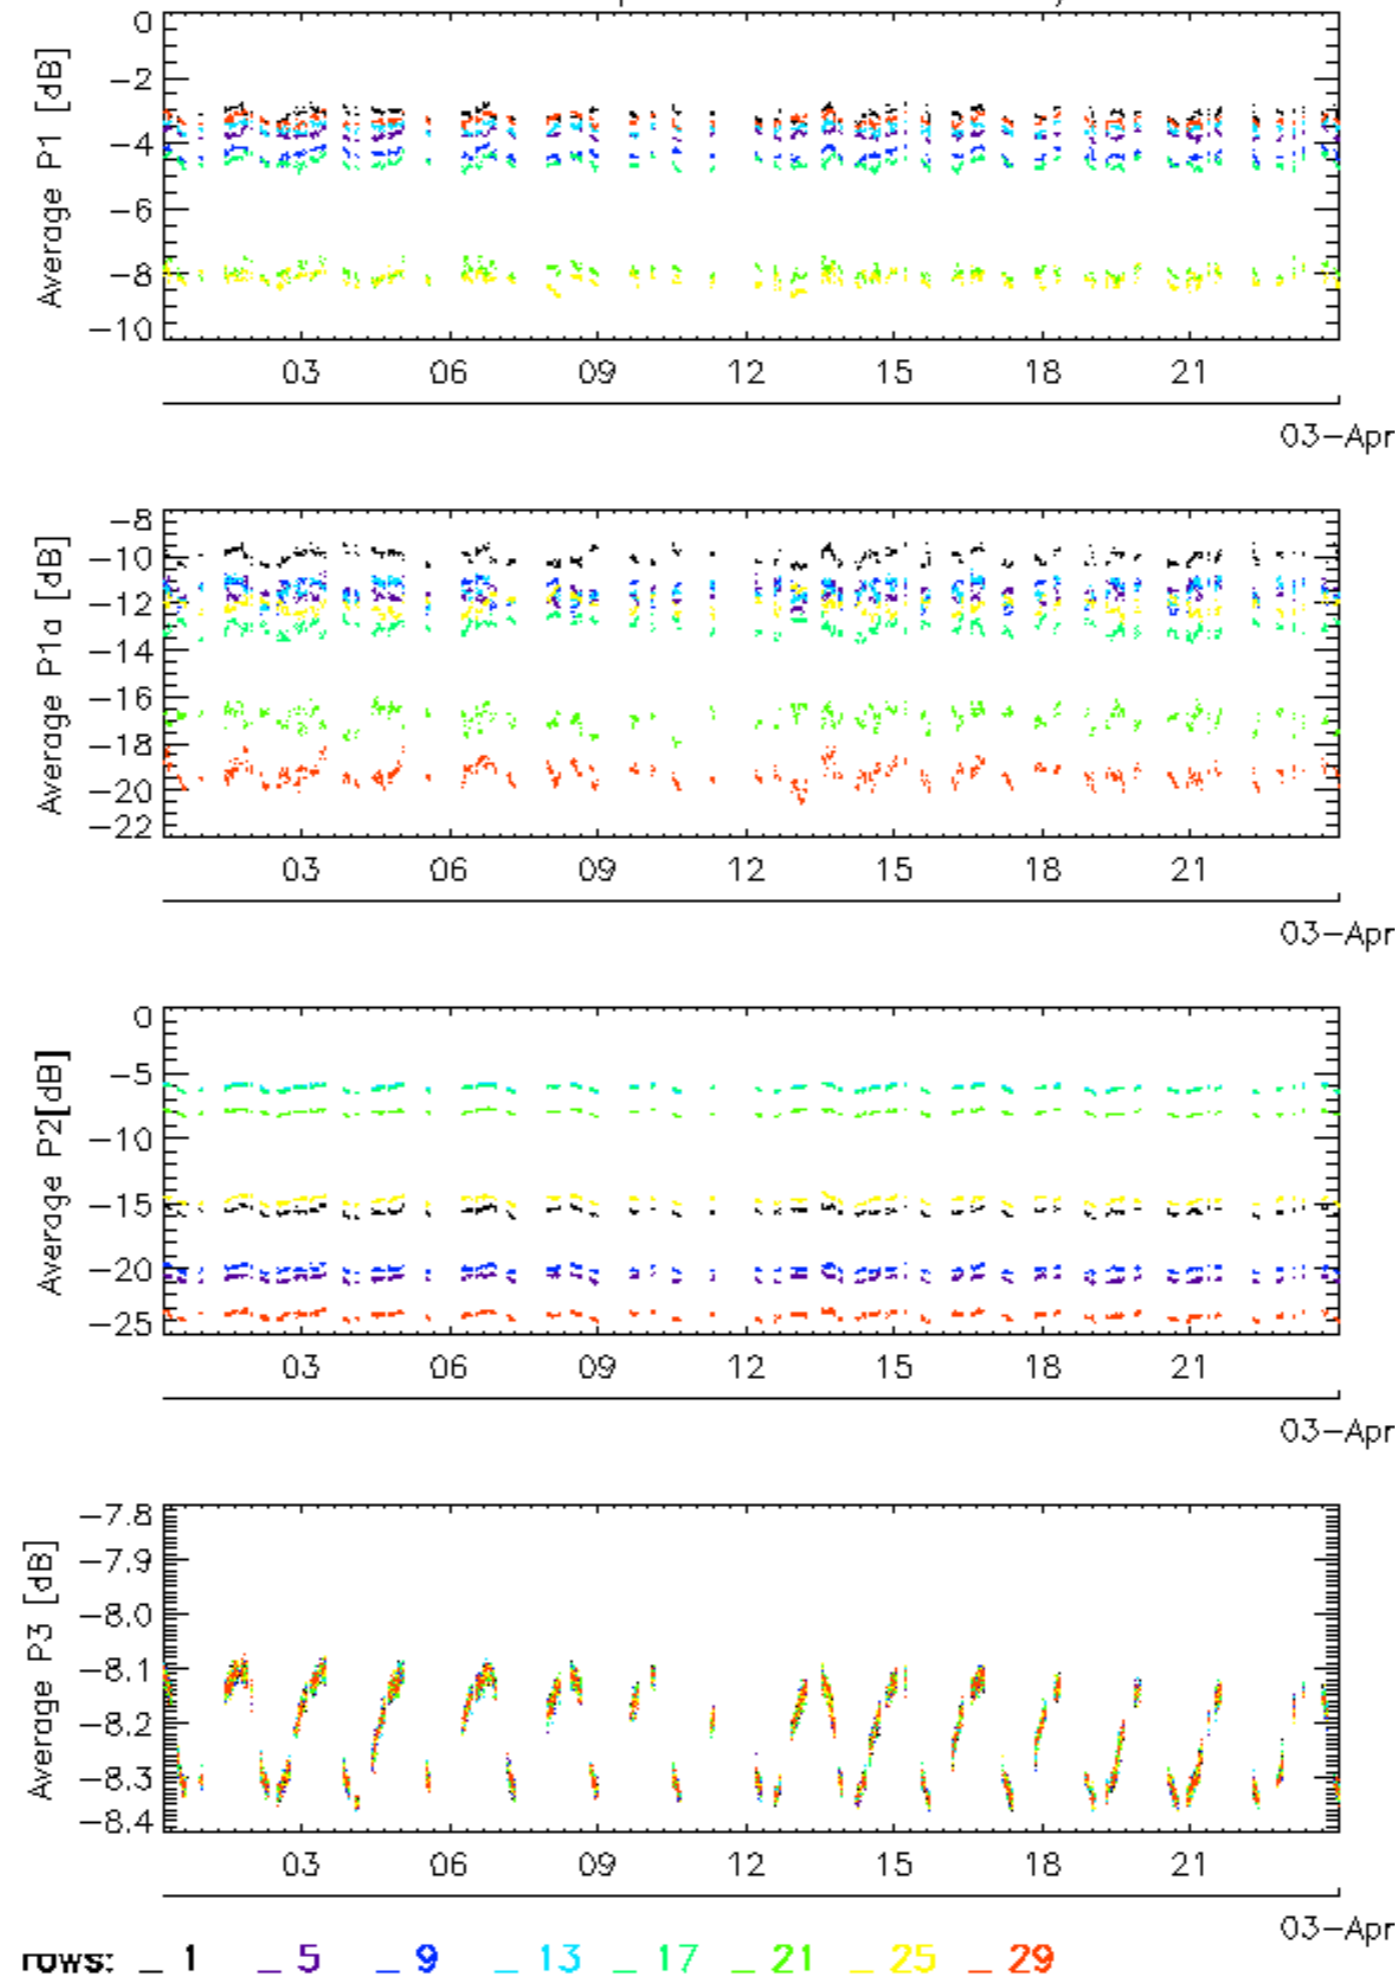 0
-2
-4
-6
-8
-10
Average P1 [dB]
03 06 09 12 15 18 21
03-Apr
-8
-10
-12
-14
-16
-18
-20
-22
Average P1a [dB]
03 06 09 12 15 18 21
03-Apr
0
-5
-10
-15
-20
-25
Average P2[dB]
03 06 09 12 15 18 21
03-Apr
-7.8
-7.9
-8.0
-8.1
-8.2
-8.3
-8.4
Average P3 [dB]
03 06 09 12 15 18 21
03-Apr
rows: _ 1 _ 5 _ 9 _ 13 _ 17 _ 21 _ 25 _ 29